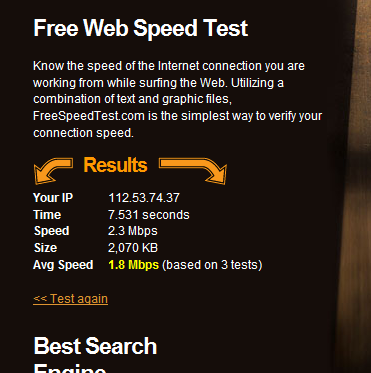 Free Web Speed Test
Know the speed of the Internet connection you are
working from while surfing the Web. Utilizing a
combination of text and graphic files,
FreeSpeedTest.com is the simplest way to verify your
connection speed.
Results
Your IP 112.53.74.37
Time 7.531 seconds
Speed 2.3 Mbps
Size 2,070 KB
Avg Speed 1.8 Mbps (based on 3 tests)
<< Test again
Best Search
Engine